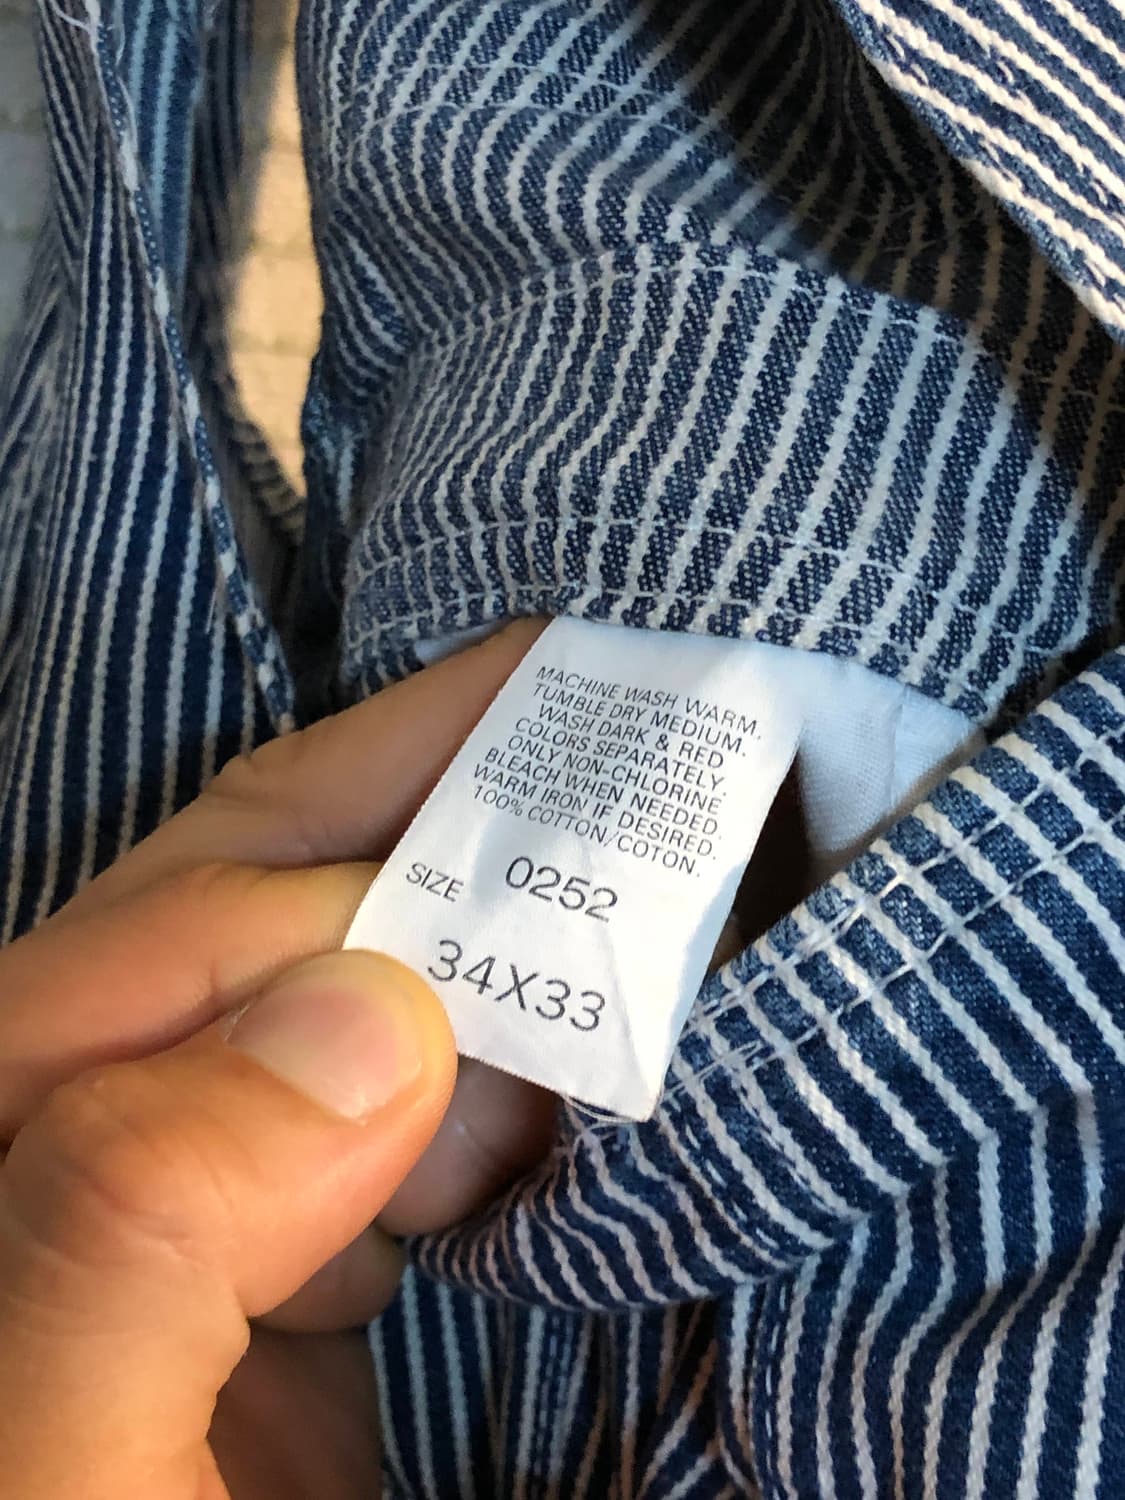 MACHINE WASH WARM.
TUMBLE DRY MEDIUM.
WASH DARK & RED
COLORS SEPARATELY.
ONLY NON-CHLORINE
BLEACH WHEN NEEDED.
WARM IRON IF DESIRED.
100% COTTON/COTON.
SIZE 0252
34X33